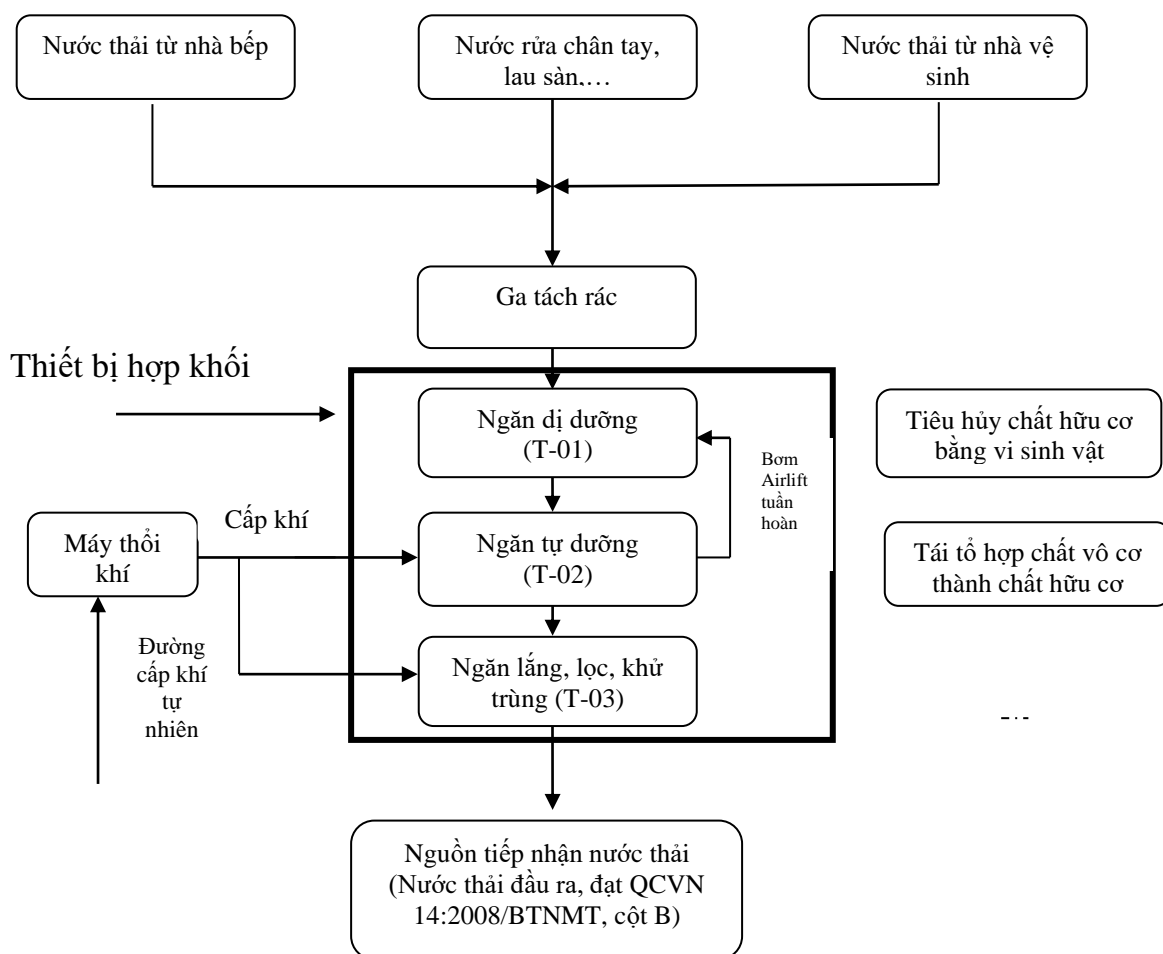 Nước thải từ nhà bếp
Nước rửa chân tay,
lau sàn,…
Nước thải từ nhà vệ
sinh
Ga tách rác
Thiết bị hợp khối
Ngăn dị dưỡng
(T-01)
Bơm
Airlift
tuần
hoàn
Tiêu hủy chất hữu cơ
bằng vi sinh vật
Cấp khí
Máy thổi
khí
Ngăn tự dưỡng
(T-02)
Tái tổ hợp chất vô cơ
thành chất hữu cơ
Đường
cấp khí
tự
nhiên
Ngăn lắng, lọc, khử
trùng (T-03)
Nguồn tiếp nhận nước thải
(Nước thải đầu ra, đạt QCVN
14:2008/BTNMT, cột B)